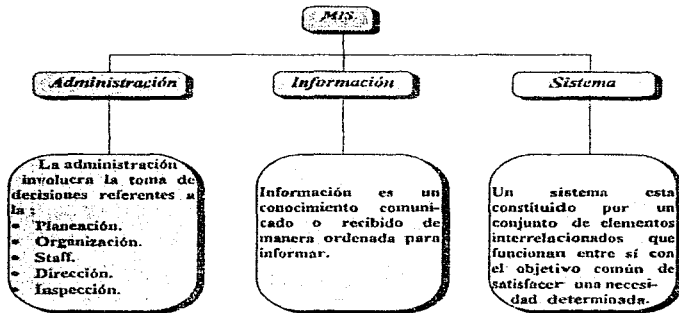 MIS
Administración
Información
Sistema
La administración
involucra la toma de
decisiones referentes a
la :
• Planeación.
• Organización.
• Staff.
• Dirección.
• Inspección.
Información es un
conocimiento comuni-
cado o recibido de
manera ordenada para
informar.
Un sistema esta
constituido por un
conjunto de elementos
interrelacionados que
funcionan entre sí con
el objetivo común de
satisfacer una necesi-
dad determinada.